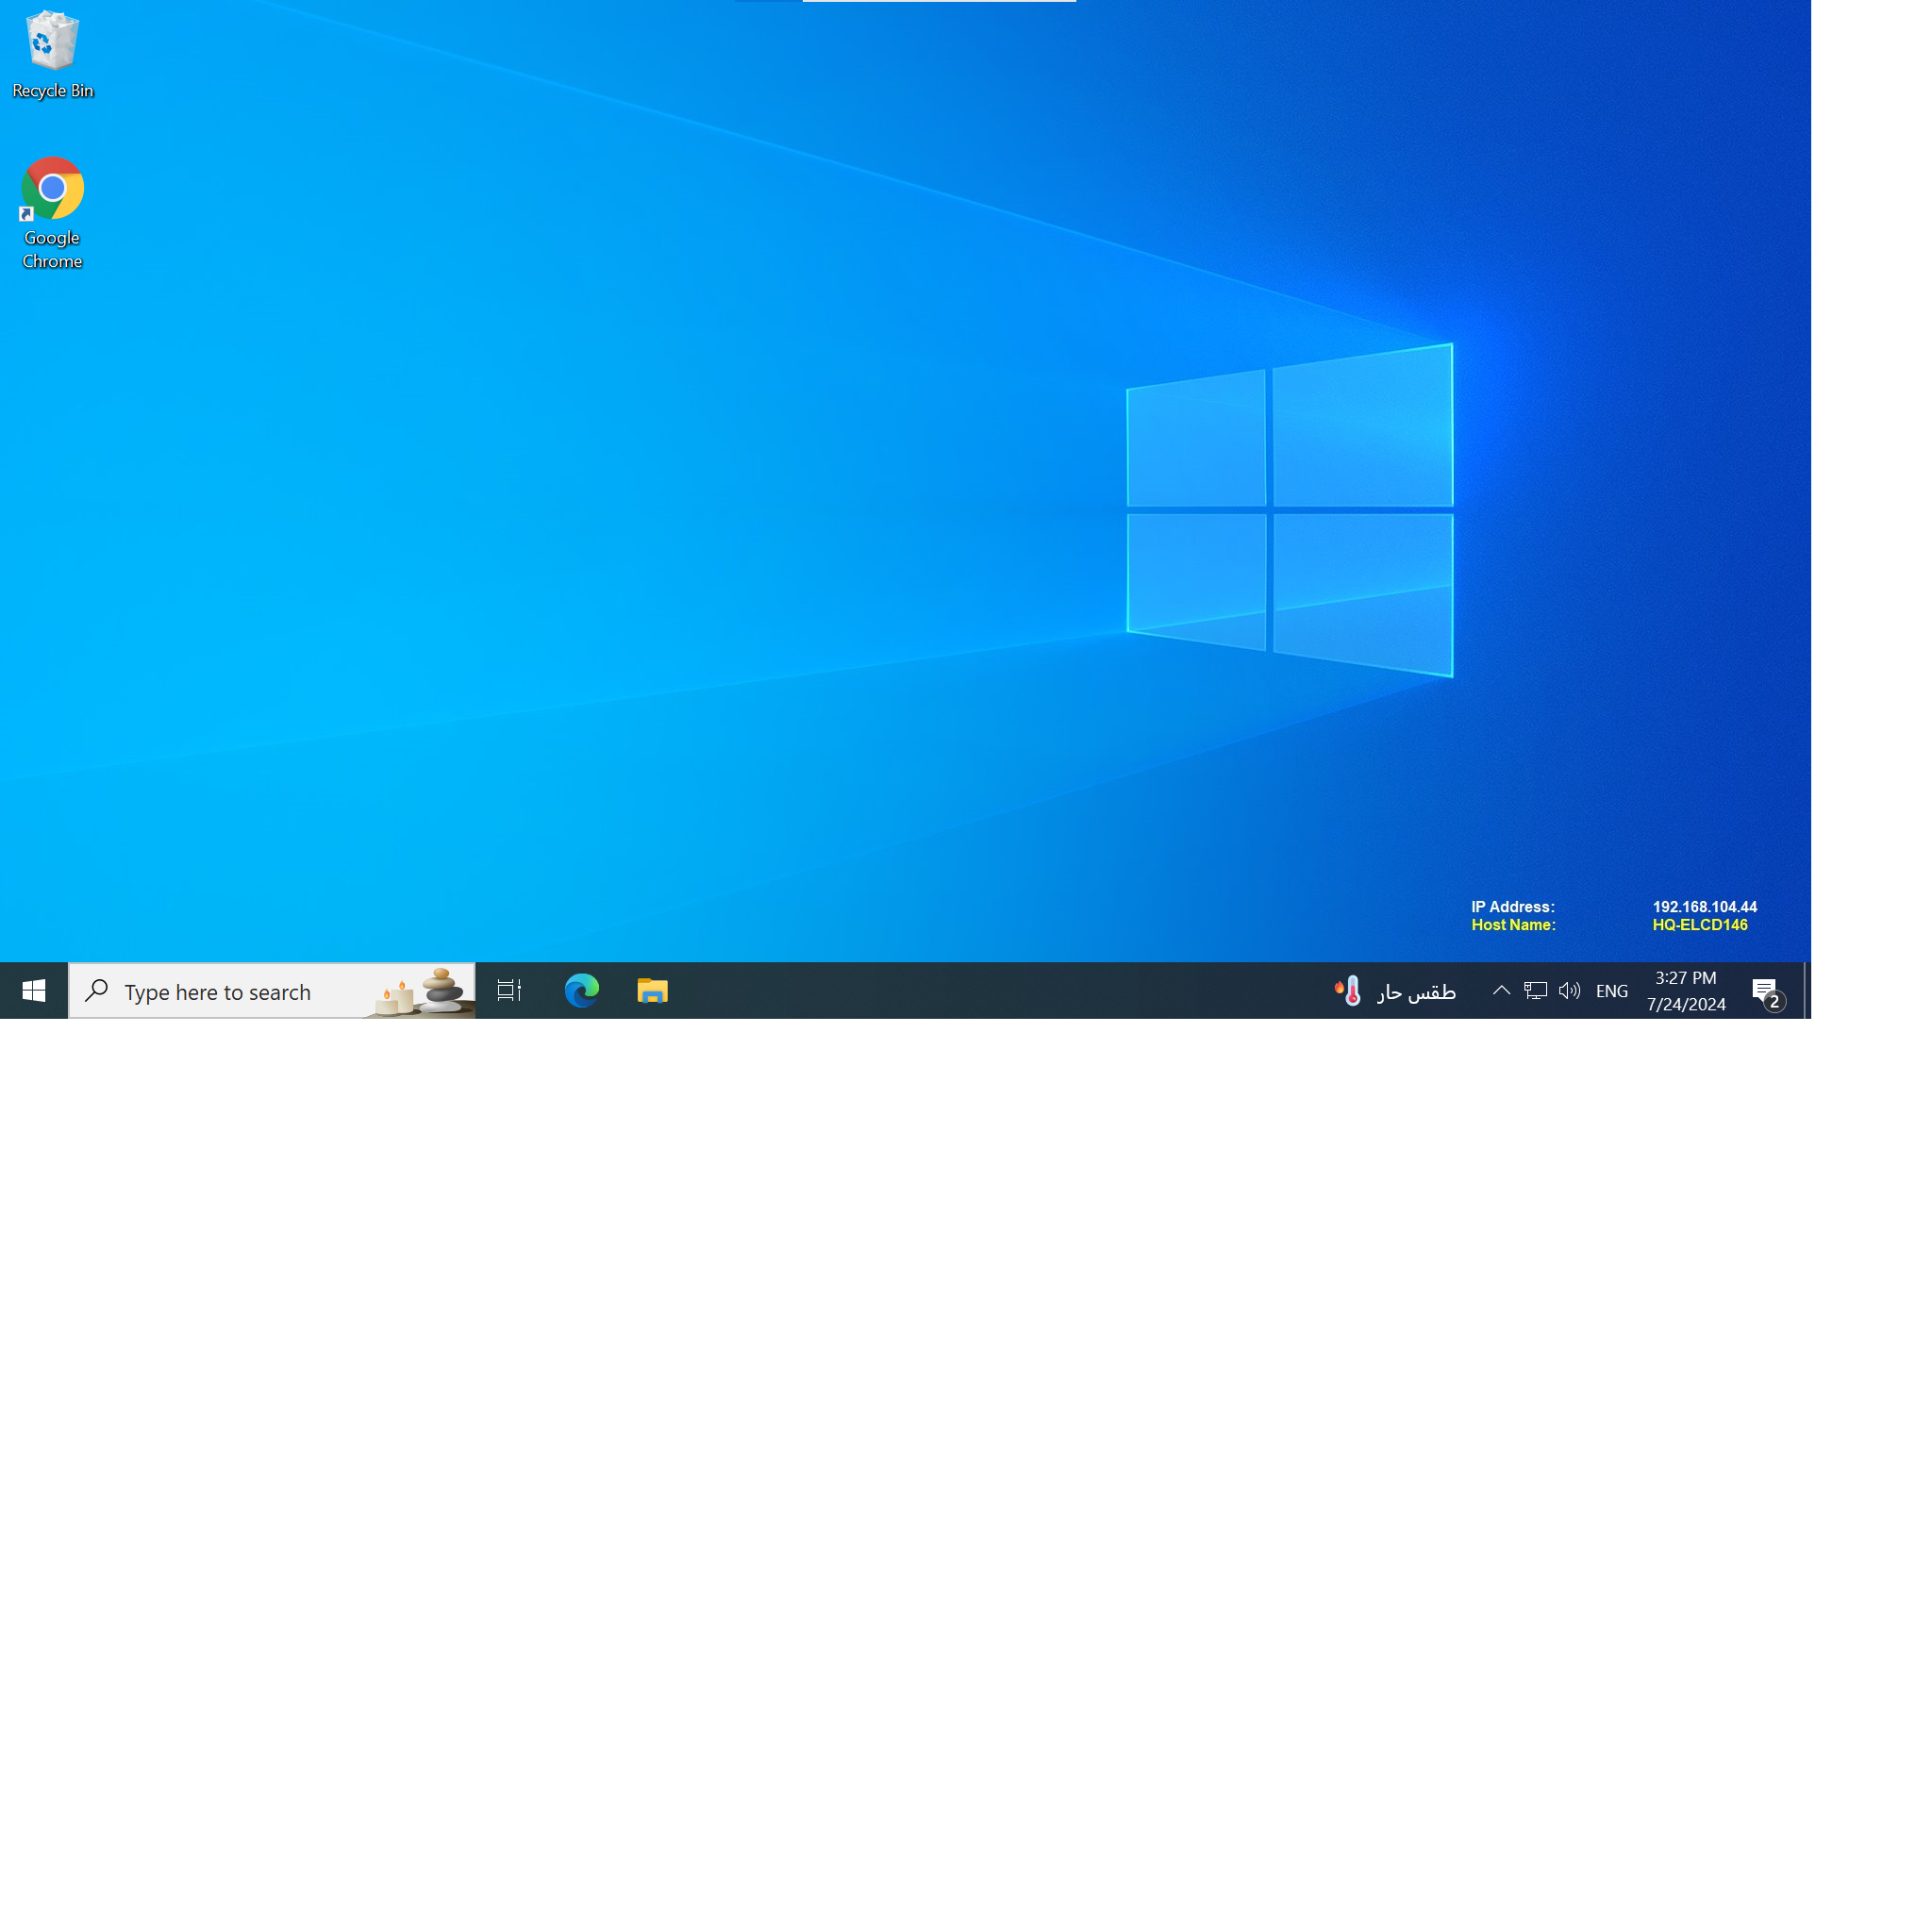 Recycle Bin
Google
Chrome
IP Address: 192.168.104.44
Host Name: HQ-ELCD146
Type here to search
طقس حار
ENG
3:27 PM
7/24/2024
2